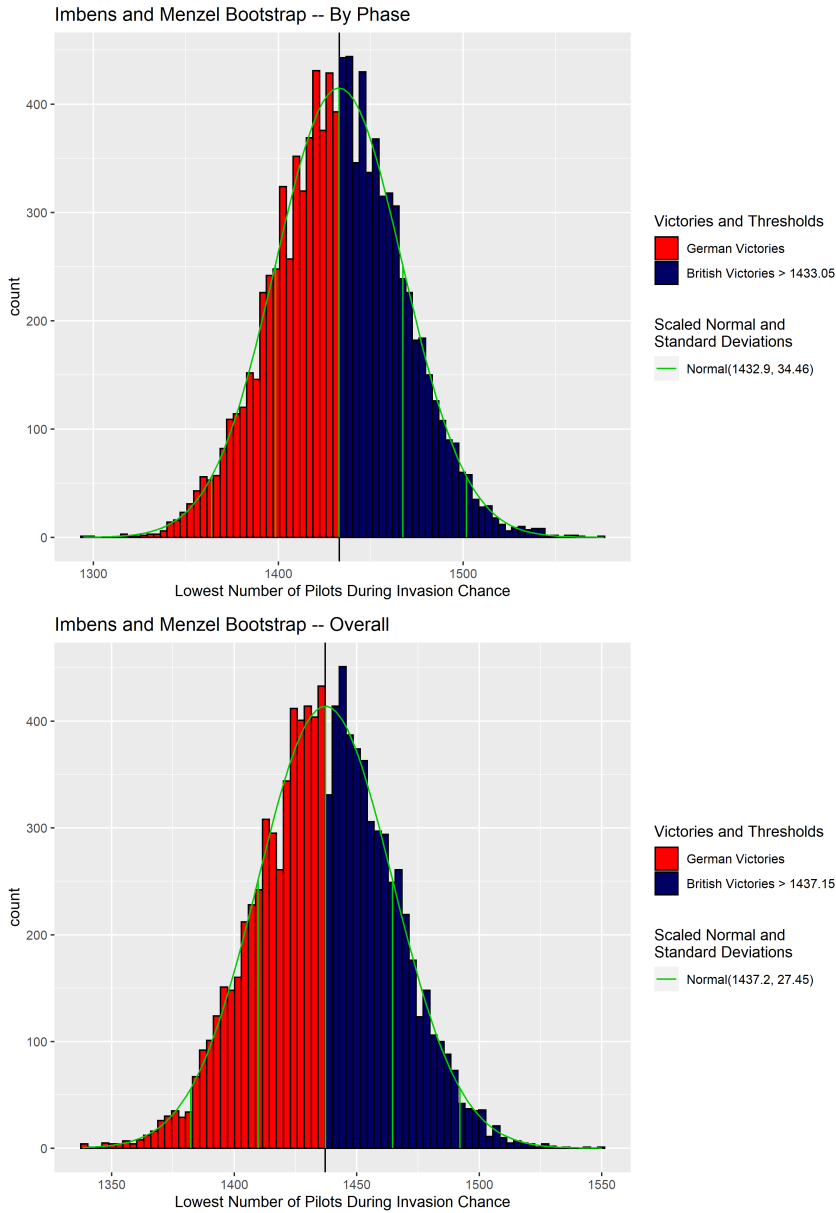 Imbens and Menzel Bootstrap -- By Phase
400
300
200
100
0
count
1300 1400 1500
Lowest Number of Pilots During Invasion Chance
Victories and Thresholds
German Victories
British Victories > 1433.05
Scaled Normal and
Standard Deviations
Normal(1432.9, 34.46)
Imbens and Menzel Bootstrap -- Overall
400
300
200
100
0
count
1350 1400 1450 1500 1550
Lowest Number of Pilots During Invasion Chance
Victories and Thresholds
German Victories
British Victories > 1437.15
Scaled Normal and
Standard Deviations
Normal(1437.2, 27.45)